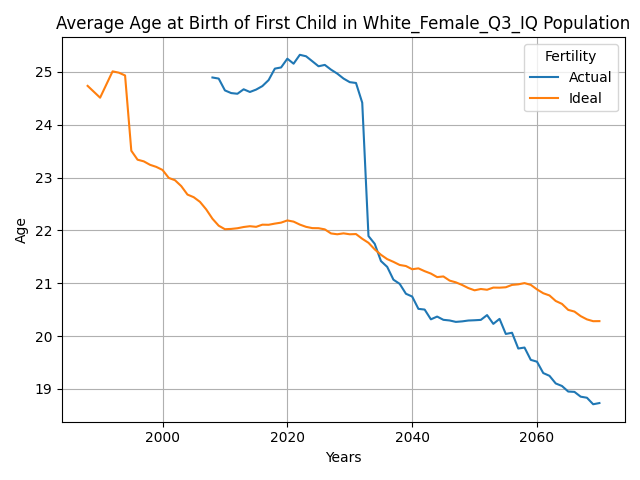 Average Age at Birth of First Child in White_Female_Q3_IQ Population
Fertility
Actual
Ideal
Age
25
24
23
22
21
20
19
2000
2020
2040
2060
Years